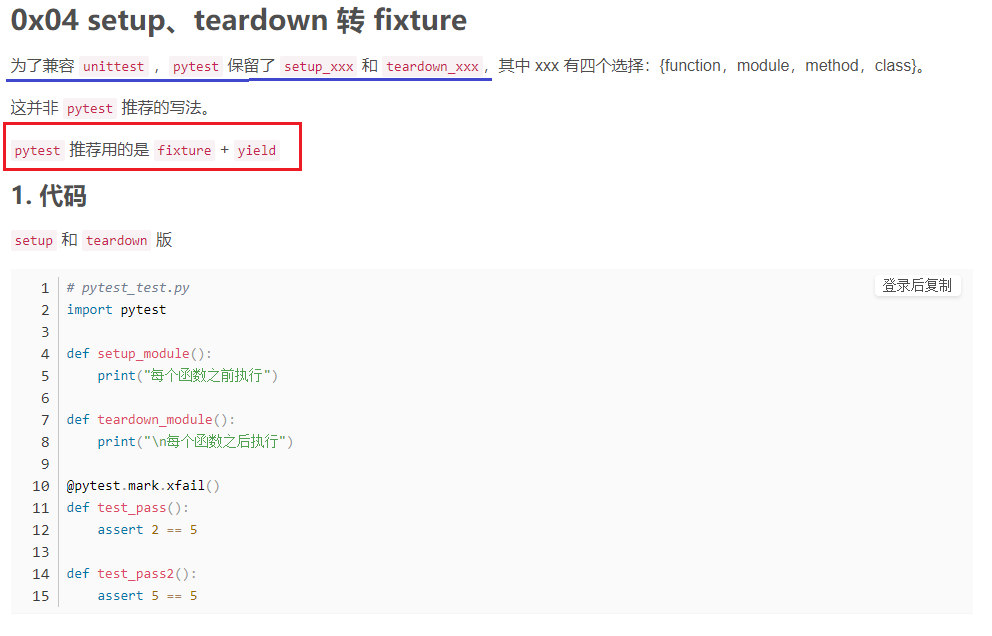 0x04 setup、teardown 转 fixture
为了兼容 unittest ，pytest 保留了 setup_xxx 和 teardown_xxx，其中 xxx 有四个选择：{function，module，method，class}。
这并非 pytest 推荐的写法。
pytest 推荐用的是 fixture + yield
1. 代码
setup 和 teardown 版
登录后复制
1 # pytest_test.py
2 import pytest
3
4 def setup_module():
5     print("每个函数之前执行")
6
7 def teardown_module():
8     print("\n每个函数之后执行")
9
10 @pytest.mark.xfail()
11 def test_pass():
12     assert 2 == 5
13
14 def test_pass2():
15     assert 5 == 5